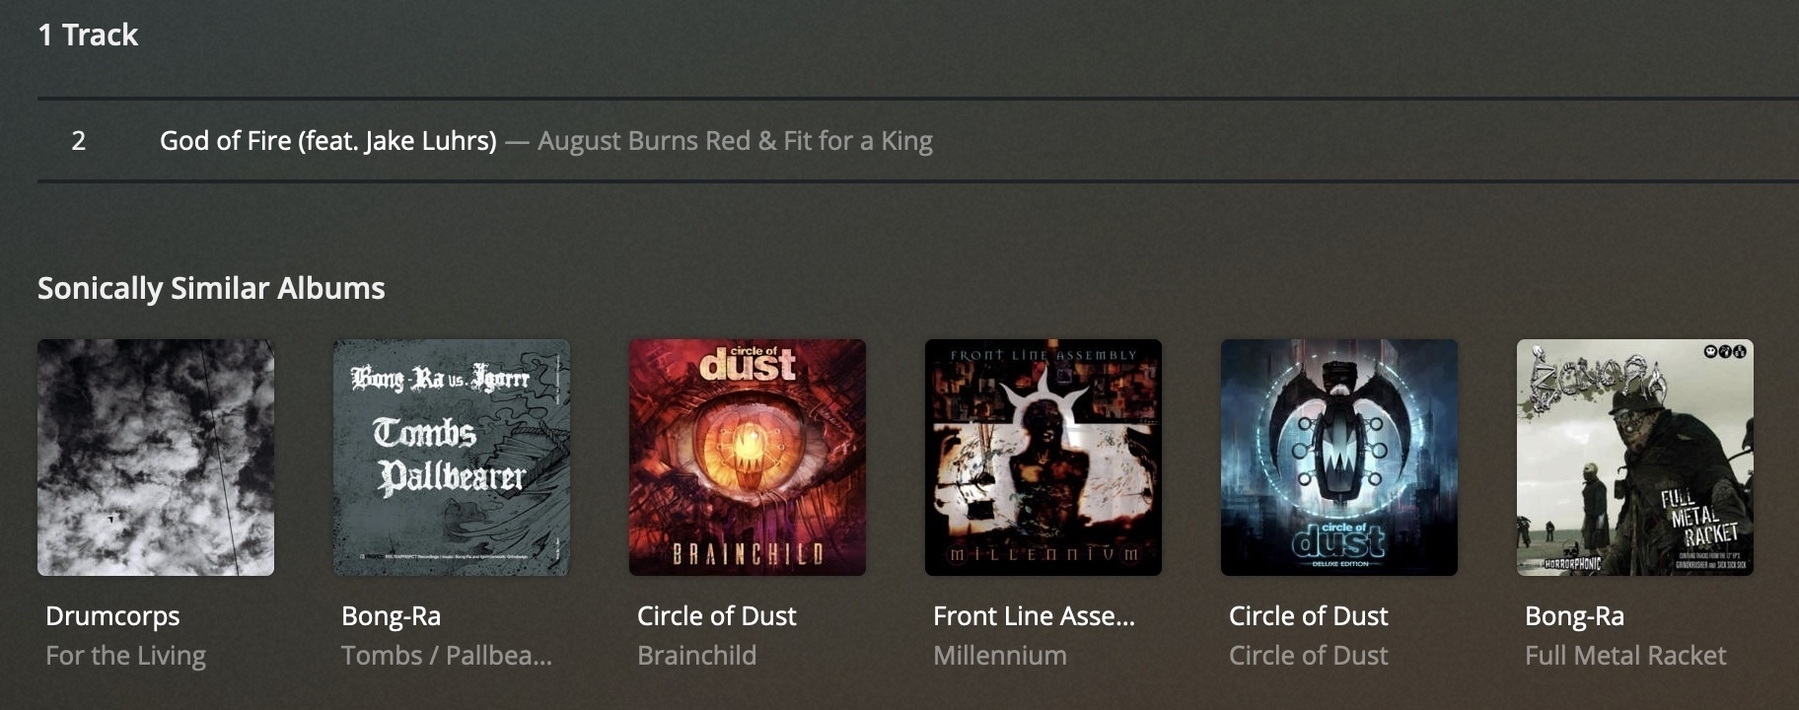 1 Track
2 God of Fire (feat. Jake Luhrs) — August Burns Red & Fit for a King
Sonically Similar Albums
Bong-Ra vs. Igorrr
Tombs
Pallbearer
circle of
dust
BRAINCHILD
FRONT LINE ASSEMBLY
MILLENNIUM
circle of
dust
DELUXE EDITION
BONG-RA
FULL
METAL
RACKET
HORRORPHONIC
Drumcorps
For the Living
Bong-Ra
Tombs / Pallbea...
Circle of Dust
Brainchild
Front Line Asse...
Millennium
Circle of Dust
Circle of Dust
Bong-Ra
Full Metal Racket